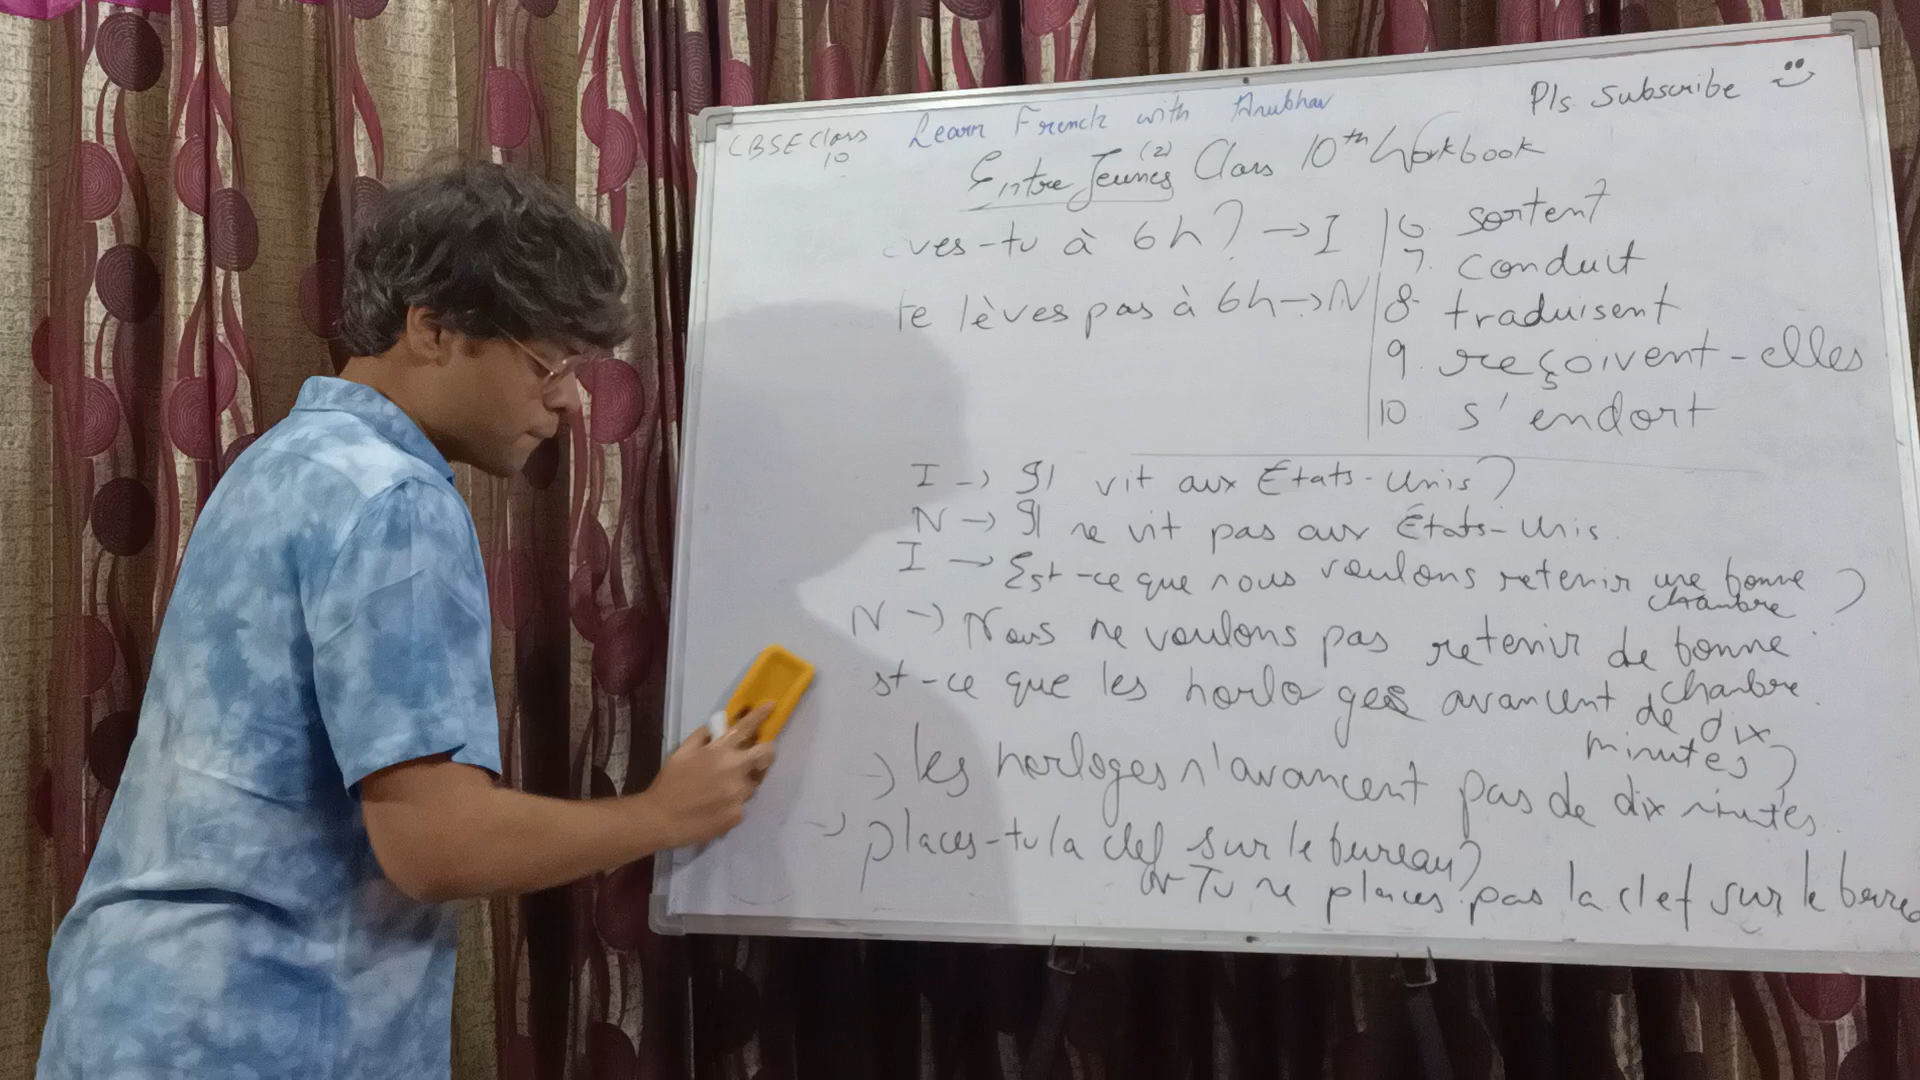 CBSE Class
10
Learn French with Anubhav
Pls Subscribe
Entre Jeunes (2) Class 10th Workbook
ves-tu à 6h? → I
te lèves pas à 6h → N
6. sortent
7. conduit
8. traduisent
9. reçoivent-elles
10 s'endort
I → Il vit aux États-Unis?
N → Il ne vit pas aux États-Unis.
I → Est-ce que nous voulons retenir une bonne
chambre ?
N → Nous ne voulons pas retenir de bonne
chambre.
st-ce que les horloges avancent de dix
minutes?
→ les horloges n'avancent pas de dix minutes.
→ places-tu la clef sur le bureau?
N- Tu ne places pas la clef sur le burea